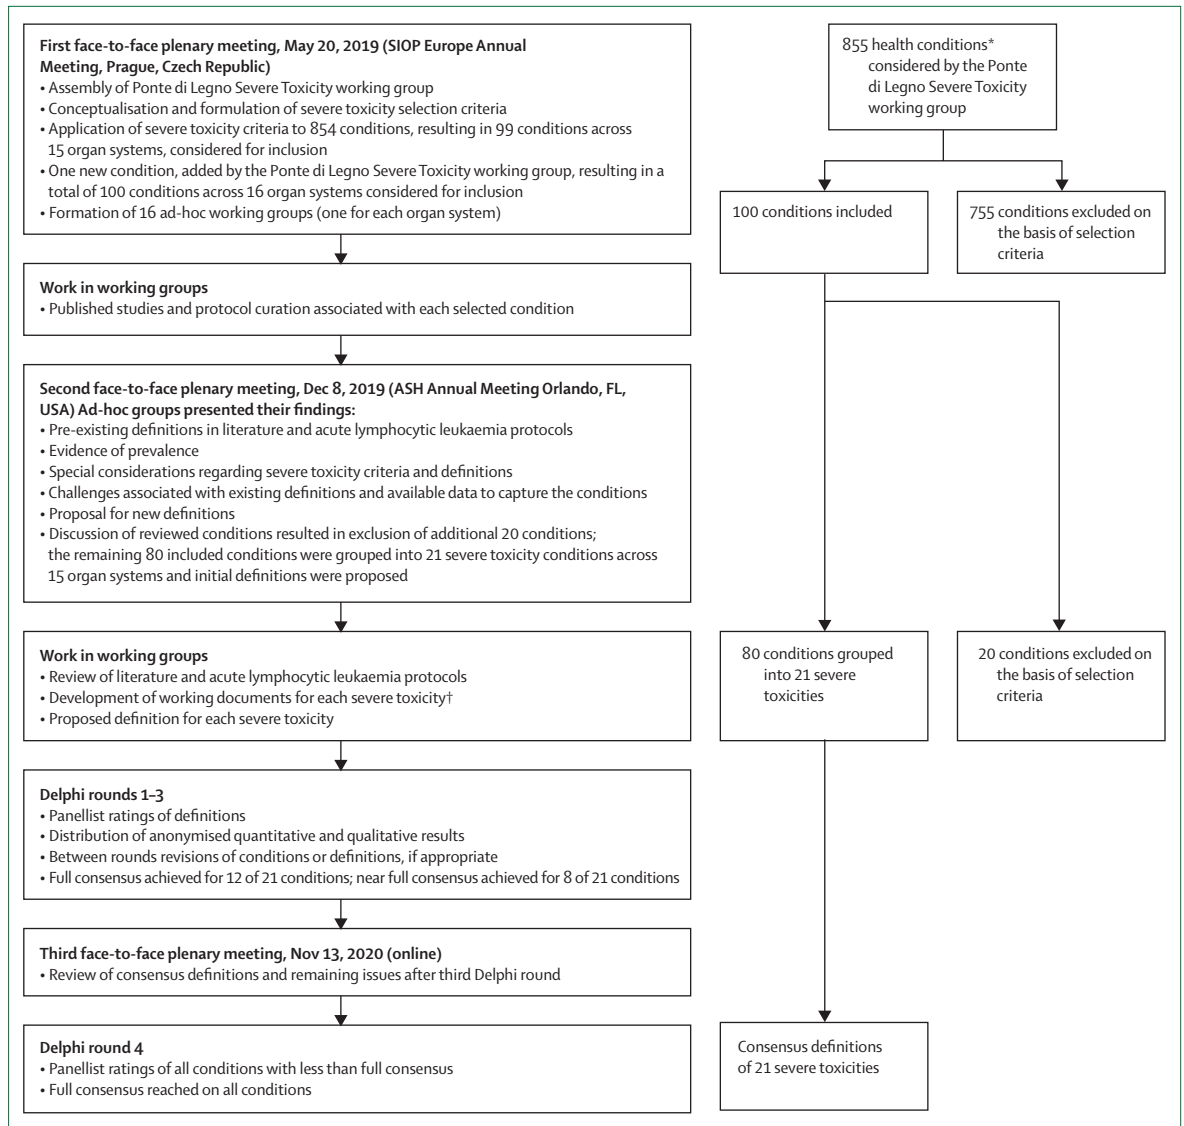 First face-to-face plenary meeting, May 20, 2019 (SIOP Europe Annual
Meeting, Prague, Czech Republic)
• Assembly of Ponte di Legno Severe Toxicity working group
• Conceptualisation and formulation of severe toxicity selection criteria
• Application of severe toxicity criteria to 854 conditions, resulting in 99 conditions across
15 organ systems, considered for inclusion
• One new condition, added by the Ponte di Legno Severe Toxicity working group, resulting in a
total of 100 conditions across 16 organ systems considered for inclusion
• Formation of 16 ad-hoc working groups (one for each organ system)
Work in working groups
• Published studies and protocol curation associated with each selected condition
Second face-to-face plenary meeting, Dec 8, 2019 (ASH Annual Meeting Orlando, FL,
USA) Ad-hoc groups presented their findings:
• Pre-existing definitions in literature and acute lymphocytic leukaemia protocols
• Evidence of prevalence
• Special considerations regarding severe toxicity criteria and definitions
• Challenges associated with existing definitions and available data to capture the conditions
• Proposal for new definitions
• Discussion of reviewed conditions resulted in exclusion of additional 20 conditions;
the remaining 80 included conditions were grouped into 21 severe toxicity conditions across
15 organ systems and initial definitions were proposed
Work in working groups
• Review of literature and acute lymphocytic leukaemia protocols
• Development of working documents for each severe toxicity†
• Proposed definition for each severe toxicity
Delphi rounds 1–3
• Panellist ratings of definitions
• Distribution of anonymised quantitative and qualitative results
• Between rounds revisions of conditions or definitions, if appropriate
• Full consensus achieved for 12 of 21 conditions; near full consensus achieved for 8 of 21 conditions
Third face-to-face plenary meeting, Nov 13, 2020 (online)
• Review of consensus definitions and remaining issues after third Delphi round
Delphi round 4
• Panellist ratings of all conditions with less than full consensus
• Full consensus reached on all conditions
855 health conditions*
considered by the Ponte
di Legno Severe Toxicity
working group
100 conditions included
755 conditions excluded on
the basis of selection
criteria
80 conditions grouped
into 21 severe
toxicities
20 conditions excluded on
the basis of selection
criteria
Consensus definitions
of 21 severe toxicities